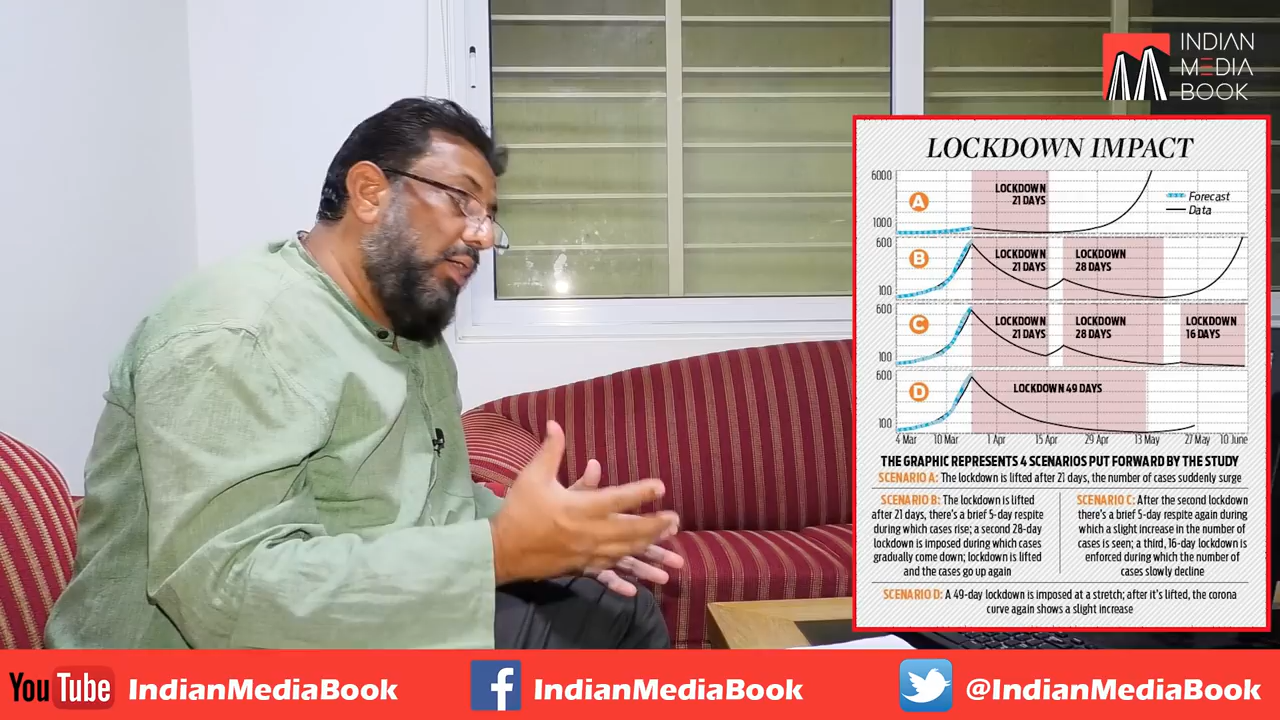 INDIAN
MEDIA
BOOK
LOCKDOWN IMPACT
6000
1000
A
LOCKDOWN
21 DAYS
Forecast
Data
600
100
B
LOCKDOWN
21 DAYS
LOCKDOWN
28 DAYS
600
100
C
LOCKDOWN
21 DAYS
LOCKDOWN
28 DAYS
LOCKDOWN
16 DAYS
600
100
D
LOCKDOWN 49 DAYS
4 Mar 10 Mar 1 Apr 15 Apr 29 Apr 13 May 27 May 10 June
THE GRAPHIC REPRESENTS 4 SCENARIOS PUT FORWARD BY THE STUDY
SCENARIO A: The lockdown is lifted after 21 days, the number of cases suddenly surge
SCENARIO B: The lockdown is lifted
after 21 days, there's a brief 5-day respite
during which cases rise; a second 28-day
lockdown is imposed during which cases
gradually come down; lockdown is lifted
and the cases go up again
SCENARIO C: After the second lockdown
there's a brief 5-day respite again during
which a slight increase in the number of
cases is seen; a third, 16-day lockdown is
enforced during which the number of
cases slowly decline
SCENARIO D: A 49-day lockdown is imposed at a stretch; after it's lifted, the corona
curve again shows a slight increase
YouTube IndianMediaBook
f IndianMediaBook
@IndianMediaBook